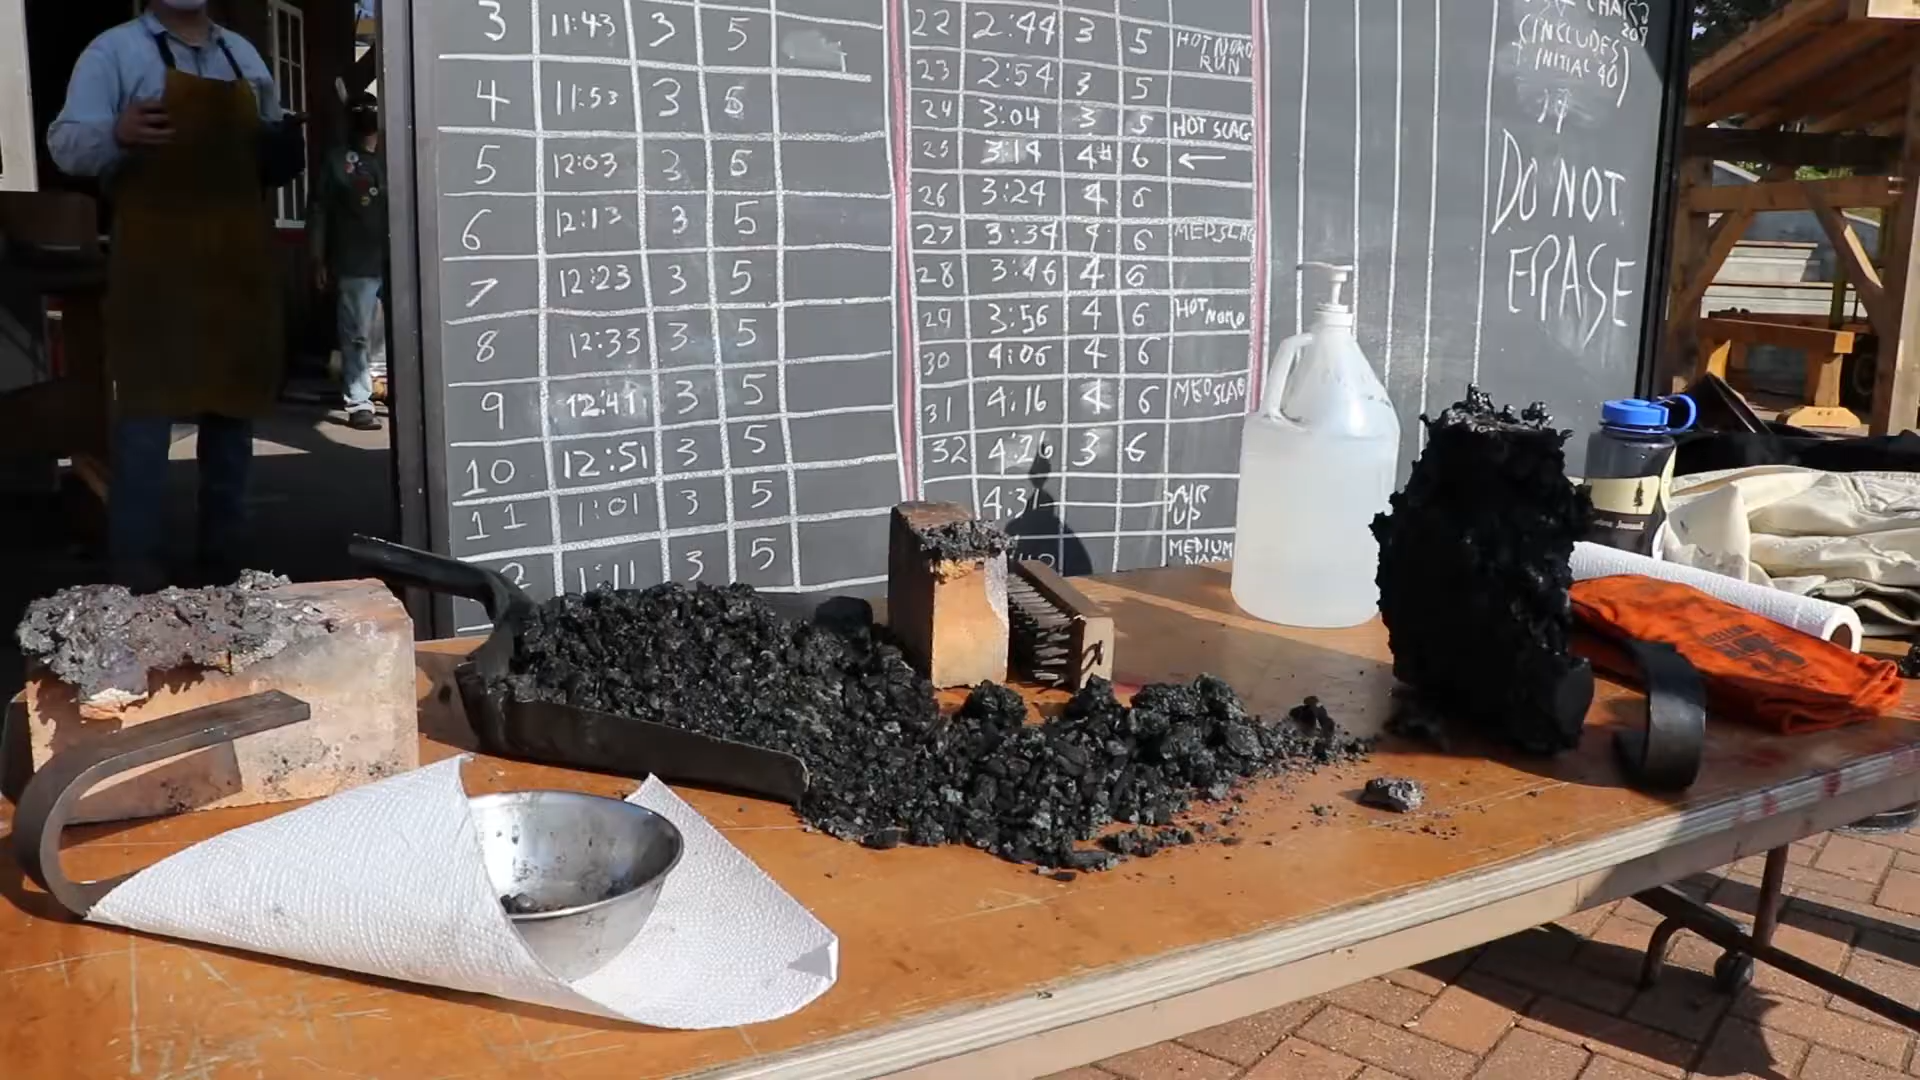 3 11:43 3 5
4 11:53 3 5
5 12:03 3 5
6 12:13 3 5
7 12:23 3 5
8 12:33 3 5
9 12:41 3 5
10 12:51 3 5
11 1:01 3 5
1:11 3 5
22 2:44 3 5 HOT NORO
RUN
23 2:54 3 5
24 3:04 3 5 HOT SLAG
25 3:14 4# 6 ←
26 3:24 4 6
27 3:34 4 6 MED SLAG
28 3:46 4 6
29 3:56 4 6 HOT NORO
30 4:06 4 6
31 4:16 4 6 MED SLAG
32 4:26 3 6
4:31 AIR
UP
MEDIUM
(INCLUDES
INITIAL 40)
DO NOT
ERASE